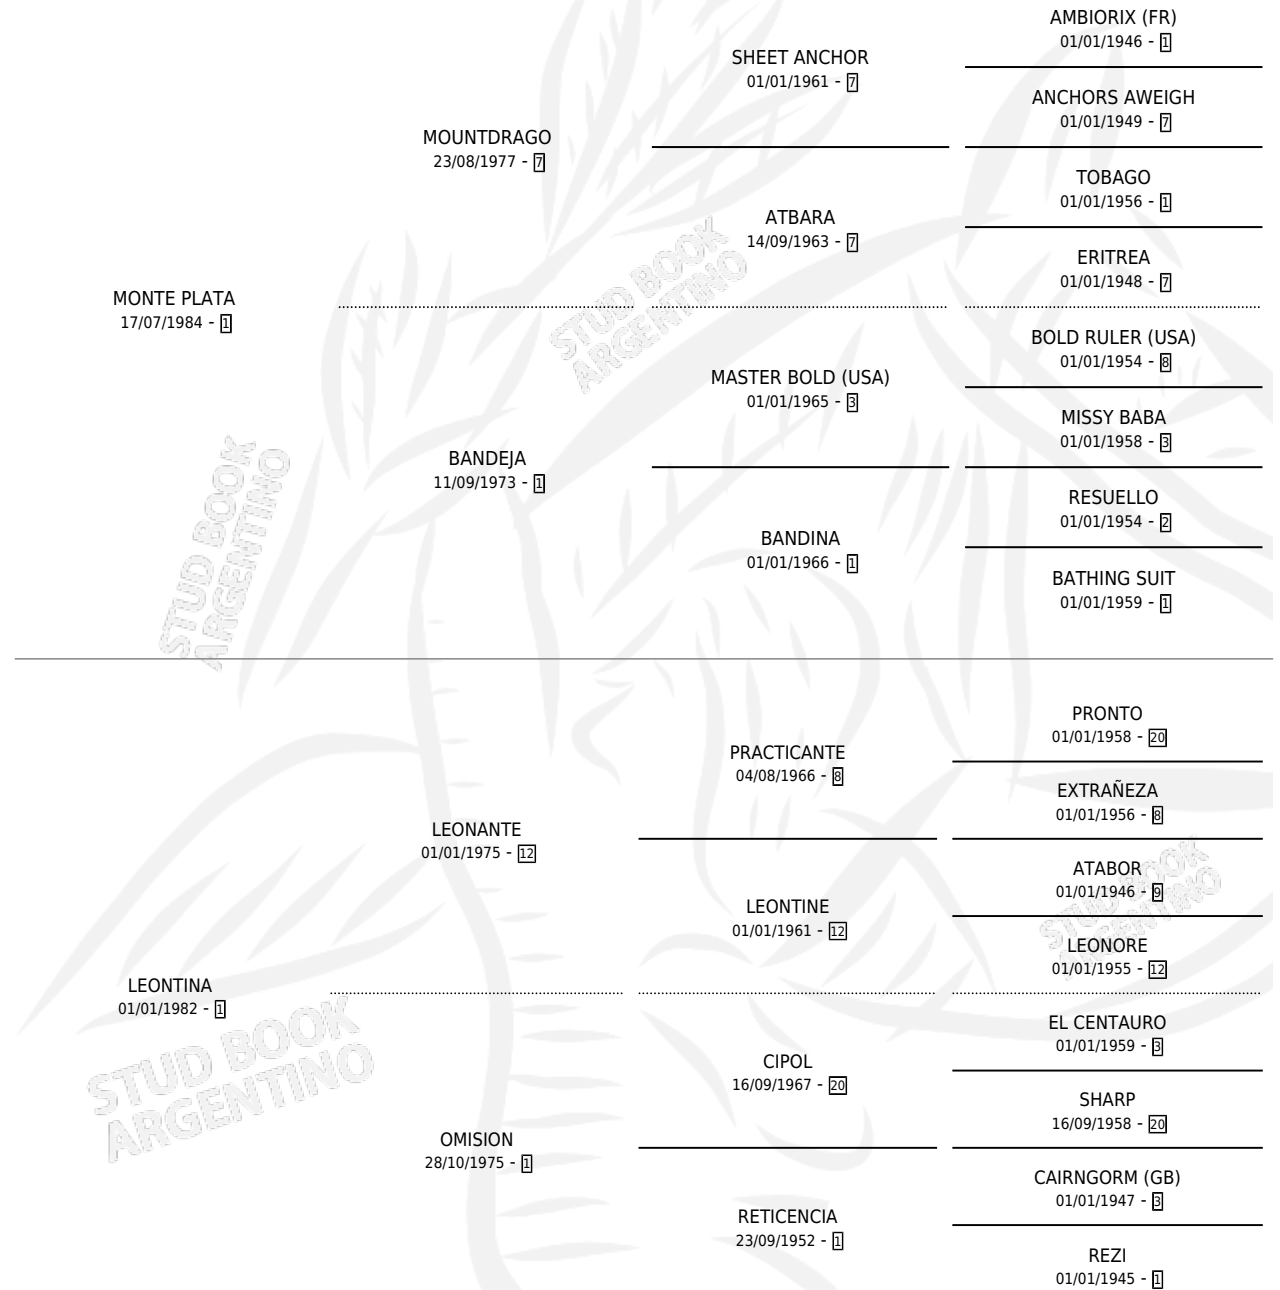 AMBIORIX (FR)
01/01/1946 - 1
SHEET ANCHOR
01/01/1961 - 7
ANCHORS AWEIGH
01/01/1949 - 7
MOUNTDRAGO
23/08/1977 - 7
TOBAGO
01/01/1956 - 1
ATBARA
14/09/1963 - 7
ERITREA
01/01/1948 - 7
MONTE PLATA
17/07/1984 - 1
BOLD RULER (USA)
01/01/1954 - 8
MASTER BOLD (USA)
01/01/1965 - 3
MISSY BABA
01/01/1958 - 3
BANDEJA
11/09/1973 - 1
RESUELLO
01/01/1954 - 2
BANDINA
01/01/1966 - 1
BATHING SUIT
01/01/1959 - 1
PRONTO
01/01/1958 - 20
PRACTICANTE
04/08/1966 - 8
EXTRAÑEZA
01/01/1956 - 8
LEONANTE
01/01/1975 - 12
ATABOR
01/01/1946 - 9
LEONTINE
01/01/1961 - 12
LEONORE
01/01/1955 - 12
LEONTINA
01/01/1982 - 1
EL CENTAURO
01/01/1959 - 3
CIPOL
16/09/1967 - 20
SHARP
16/09/1958 - 20
OMISION
28/10/1975 - 1
CAIRNGORM (GB)
01/01/1947 - 3
RETICENCIA
23/09/1952 - 1
REZI
01/01/1945 - 1
STUD BOOK
ARGENTINO
STUD BOOK
ARGENTINO
STUD BOOK
ARGENTINO
STUD BOOK
ARGENTINO